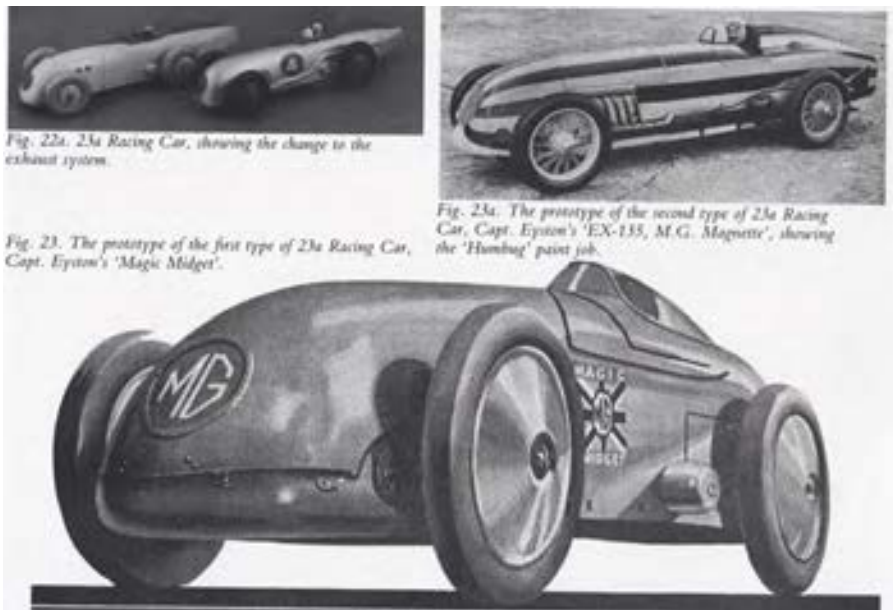 Fig. 22a. 23a Racing Car, showing the change to the
exhaust system.
Fig. 23a. The prototype of the second type of 23a Racing
Car, Capt. Eyston's 'EX-135, M.G. Magnette', showing
the 'Humbug' paint job.
Fig. 23. The prototype of the first type of 23a Racing Car,
Capt. Eyston's 'Magic Midget'.
MG
MAGIC
MG
MIDGET